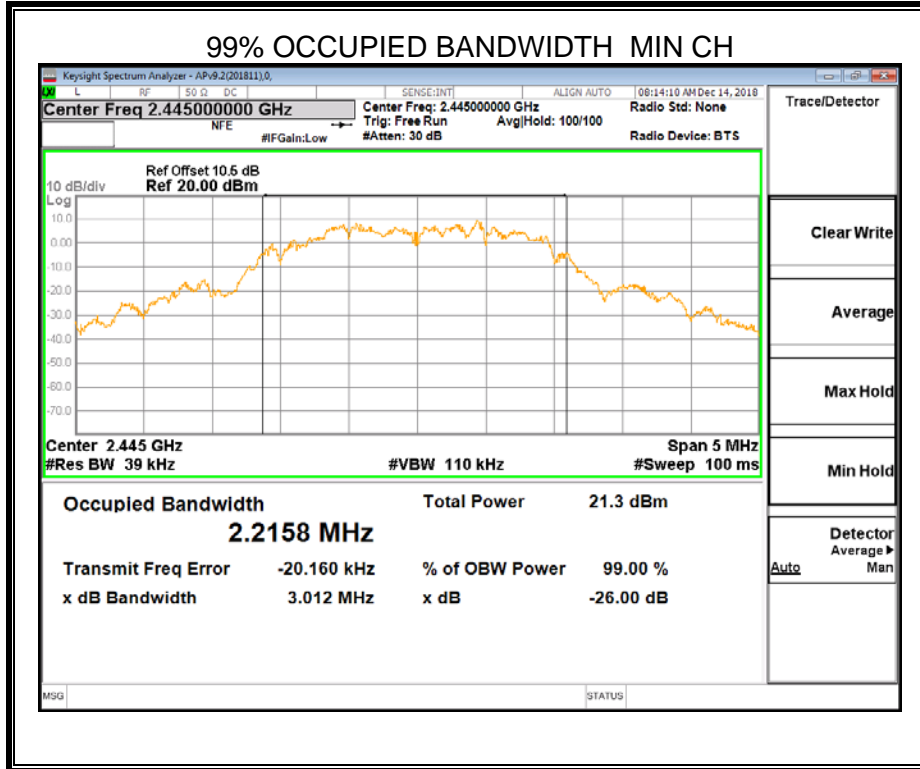 99% OCCUPIED BANDWIDTH MIN CH
Keysight Spectrum Analyzer - APv9.2(201811),0,
LXI L RF 50 Ω DC SENSE:INT ALIGN AUTO 08:14:10 AM Dec 14, 2018
Center Freq 2.445000000 GHz Center Freq: 2.445000000 GHz Radio Std: None
NFE Trig: Free Run Avg|Hold: 100/100
#IFGain:Low #Atten: 30 dB Radio Device: BTS
Trace/Detector
Ref Offset 10.5 dB
10 dB/div Ref 20.00 dBm
Log
10.0
0.00
-10.0
-20.0
-30.0
-40.0
-50.0
-60.0
-70.0
Center 2.445 GHz Span 5 MHz
#Res BW 39 kHz #VBW 110 kHz #Sweep 100 ms
Occupied Bandwidth Total Power 21.3 dBm
2.2158 MHz
Transmit Freq Error -20.160 kHz % of OBW Power 99.00 %
x dB Bandwidth 3.012 MHz x dB -26.00 dB
Clear Write
Average
Max Hold
Min Hold
Detector
Average
Auto Man
MSG STATUS